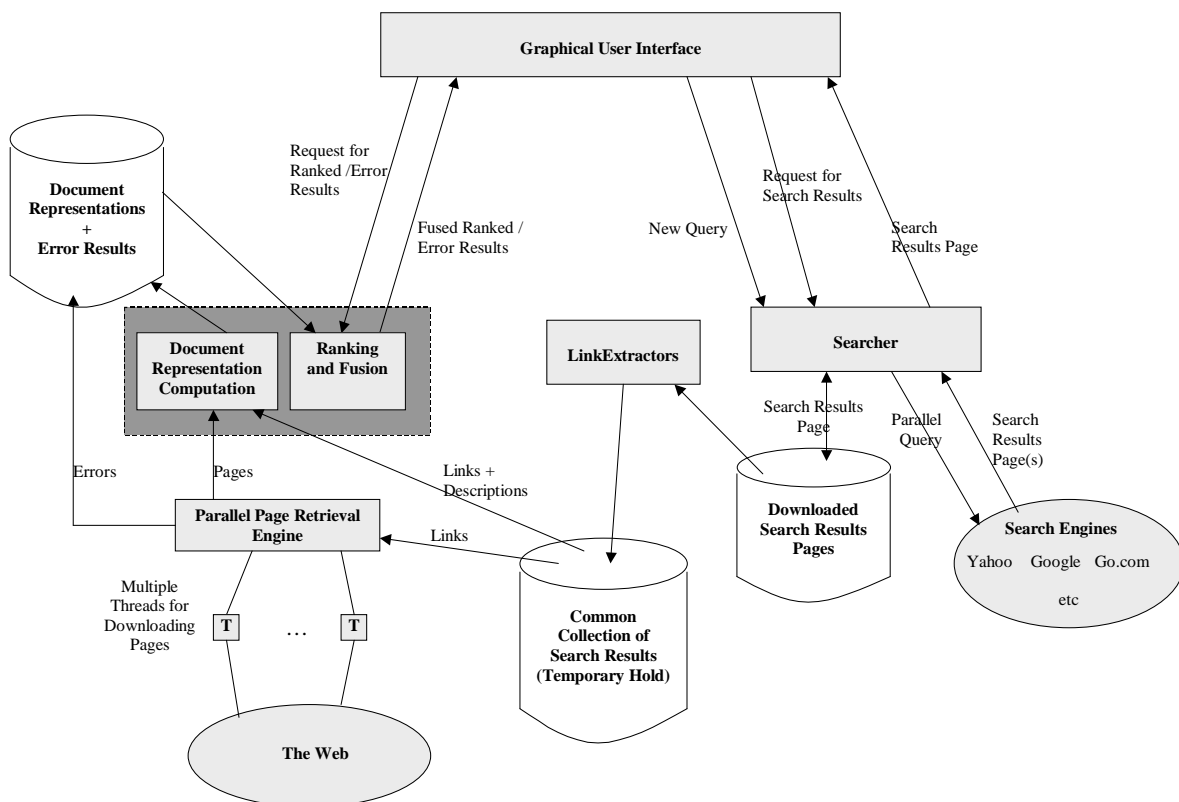 Graphical User Interface
Request for
Ranked /Error
Results
Fused Ranked /
Error Results
New Query
Request for
Search Results
Search
Results Page
Document
Representations
+
Error Results
Document
Representation
Computation
Ranking
and Fusion
LinkExtractors
Searcher
Search Results
Page
Parallel
Query
Search
Results
Page(s)
Errors
Pages
Links +
Descriptions
Parallel Page Retrieval
Engine
Links
Downloaded
Search Results
Pages
Search Engines
Yahoo Google Go.com
etc
Multiple
Threads for
Downloading
Pages
T
...
T
Common
Collection of
Search Results
(Temporary Hold)
The Web